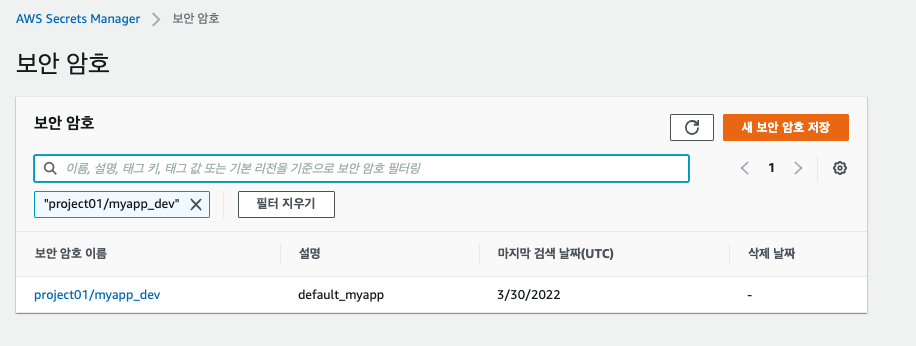 AWS Secrets Manager > 보안 암호
보안 암호
보안 암호
새 보안 암호 저장
이름, 설명, 태그 키, 태그 값 또는 기본 리전을 기준으로 보안 암호 필터링
1
"project01/myapp_dev" ×
필터 지우기
보안 암호 이름 설명 마지막 검색 날짜(UTC) 삭제 날짜
project01/myapp_dev default_myapp 3/30/2022 -